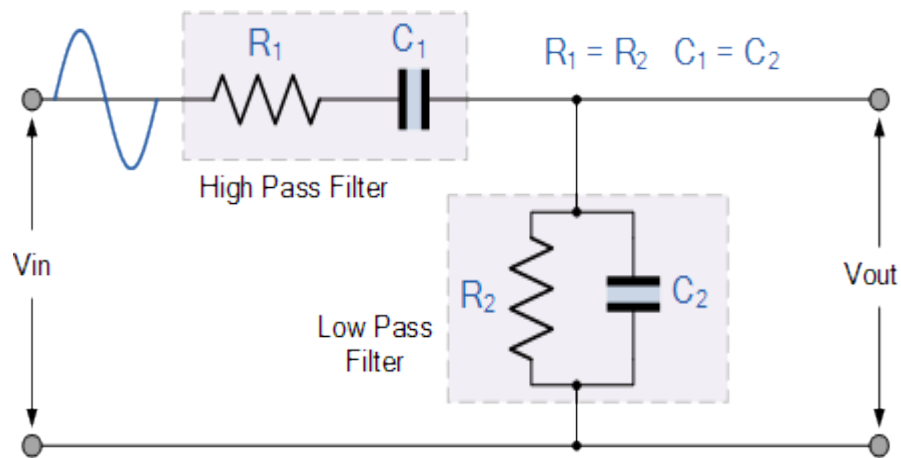 R₁ C₁ R₁ = R₂ C₁ = C₂
High Pass Filter
Vin
R₂ C₂
Vout
Low Pass
Filter